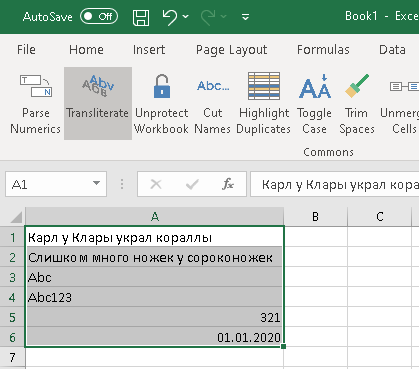 AutoSave Off Book1 - Exce
File Home Insert Page Layout Formulas Data
Parse Numerics
Transliterate
Unprotect Workbook
Abc... Cut Names
Highlight Duplicates
Toggle Case
Trim Spaces
Unmerg Cells
Commons
A1 fx Карл у Клары украл кора
A B C
1 Карл у Клары украл кораллы
2 Слишком много ножек у сороконожек
3 Abc
4 Abc123
5 321
6 01.01.2020
7